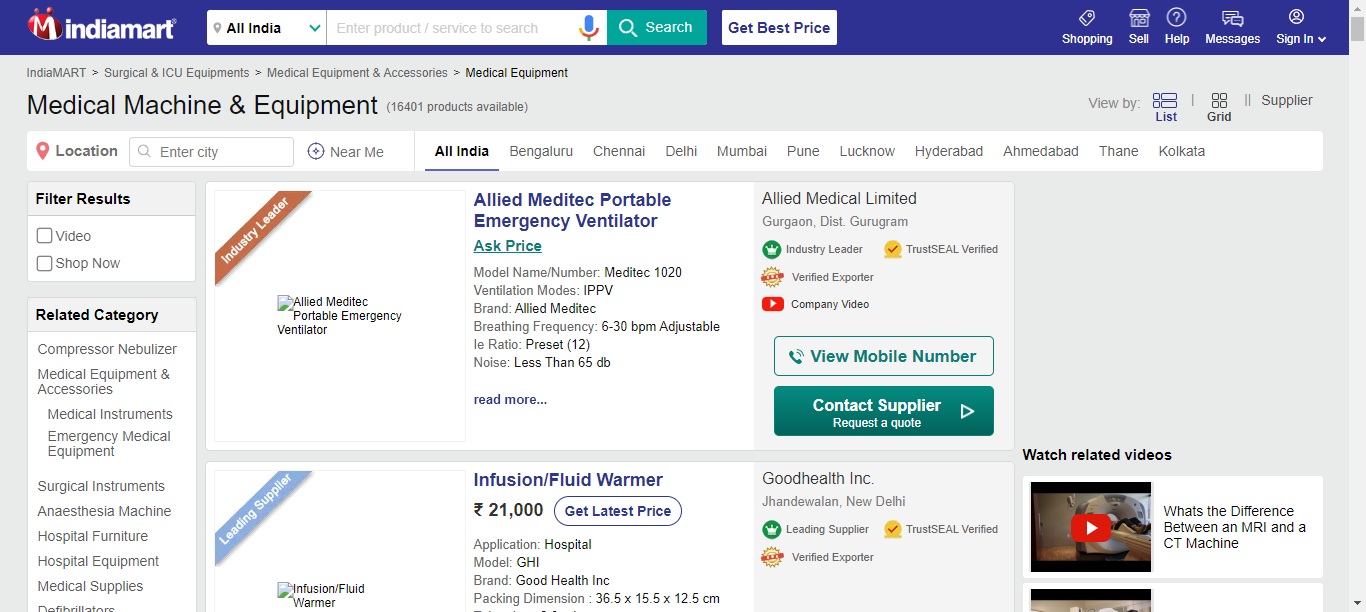 indiamart
All India
Enter product / service to search
Search
Get Best Price
Shopping
Sell
Help
Messages
Sign In
IndiaMART > Surgical & ICU Equipments > Medical Equipment & Accessories > Medical Equipment
Medical Machine & Equipment (16401 products available)
View by:
List
Grid
Supplier
Location
Enter city
Near Me
All India
Bengaluru
Chennai
Delhi
Mumbai
Pune
Lucknow
Hyderabad
Ahmedabad
Thane
Kolkata
Filter Results
Video
Shop Now
Related Category
Compressor Nebulizer
Medical Equipment &
Accessories
Medical Instruments
Emergency Medical
Equipment
Surgical Instruments
Anaesthesia Machine
Hospital Furniture
Hospital Equipment
Medical Supplies
Defibrillators
Industry Leader
Allied Meditec
Portable Emergency
Ventilator
Allied Meditec Portable
Emergency Ventilator
Ask Price
Model Name/Number: Meditec 1020
Ventilation Modes: IPPV
Brand: Allied Meditec
Breathing Frequency: 6-30 bpm Adjustable
Ie Ratio: Preset (12)
Noise: Less Than 65 db
read more...
Allied Medical Limited
Gurgaon, Dist. Gurugram
Industry Leader
TrustSEAL Verified
Verified Exporter
Company Video
View Mobile Number
Contact Supplier
Request a quote
Leading Supplier
Infusion/Fluid
Warmer
Infusion/Fluid Warmer
₹ 21,000
Get Latest Price
Application: Hospital
Model: GHI
Brand: Good Health Inc
Packing Dimension : 36.5 x 15.5 x 12.5 cm
Goodhealth Inc.
Jhandewalan, New Delhi
Leading Supplier
TrustSEAL Verified
Verified Exporter
Watch related videos
Whats the Difference
Between an MRI and a
CT Machine